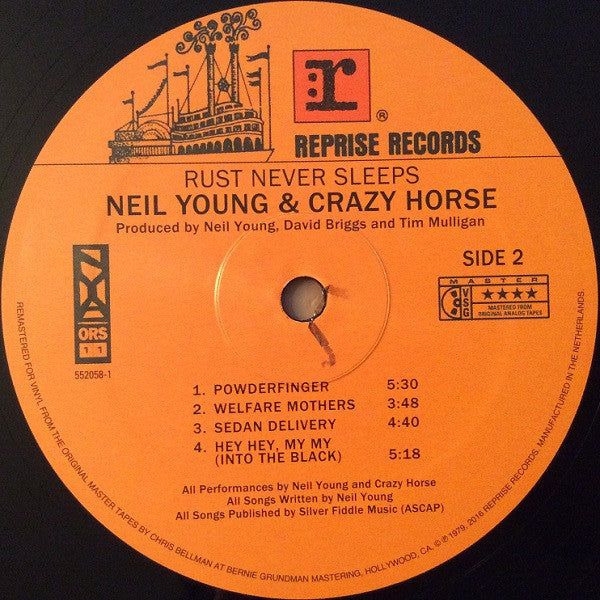 r
®
REPRISE RECORDS
RUST NEVER SLEEPS
NEIL YOUNG & CRAZY HORSE
Produced by Neil Young, David Briggs and Tim Mulligan
SIDE 2
ORS
11
552058-1
MASTER
VSG
★★★★
MASTERED FROM
ORIGINAL ANALOG TAPES
1. POWDERFINGER 5:30
2. WELFARE MOTHERS 3:48
3. SEDAN DELIVERY 4:40
4. HEY HEY, MY MY
(INTO THE BLACK) 5:18
All Performances by Neil Young and Crazy Horse
All Songs Written by Neil Young
All Songs Published by Silver Fiddle Music (ASCAP)
REMASTERED FOR VINYL FROM THE ORIGINAL MASTER TAPES BY CHRIS BELLMAN AT BERNIE GRUNDMAN MASTERING, HOLLYWOOD, CA. © ℗ 1979, 2016 REPRISE RECORDS. MANUFACTURED IN THE NETHERLANDS.